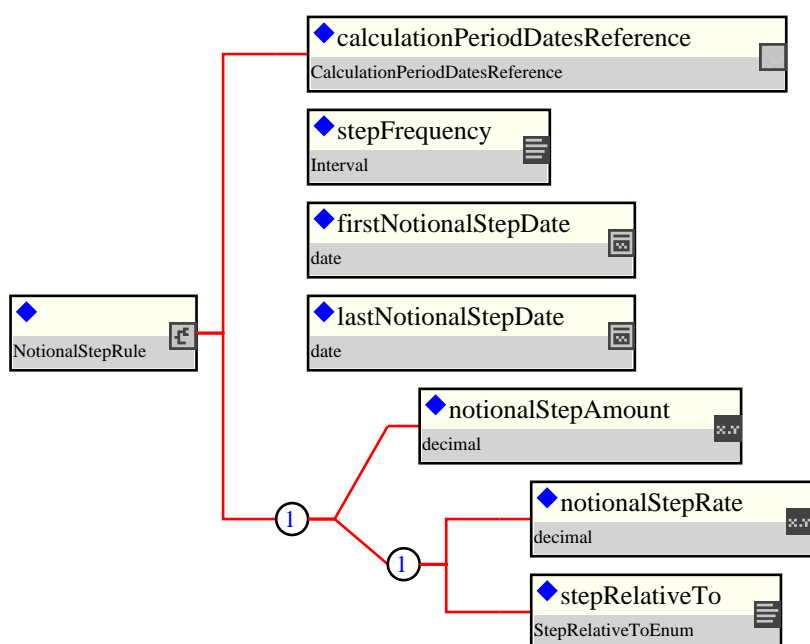 calculationPeriodDatesReference
CalculationPeriodDatesReference
stepFrequency
Interval
firstNotionalStepDate
date
lastNotionalStepDate
date
NotionalStepRule
notionalStepAmount
decimal
X.Y
1
notionalStepRate
decimal
X.Y
1
stepRelativeTo
StepRelativeToEnum